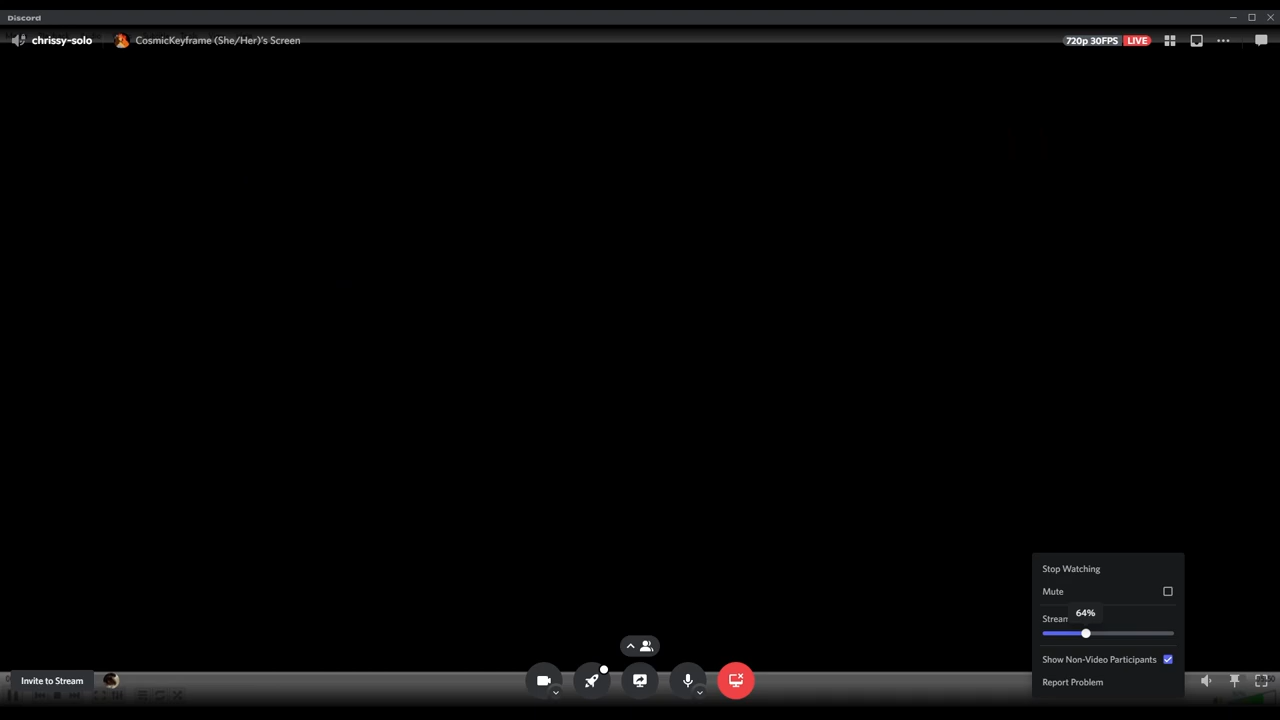 Discord
chrissy-solo
CosmicKeyframe (She/Her)'s Screen
720p 30FPS
LIVE
Stop Watching
Mute
64%
Stream
Show Non-Video Participants
Report Problem
Invite to Stream